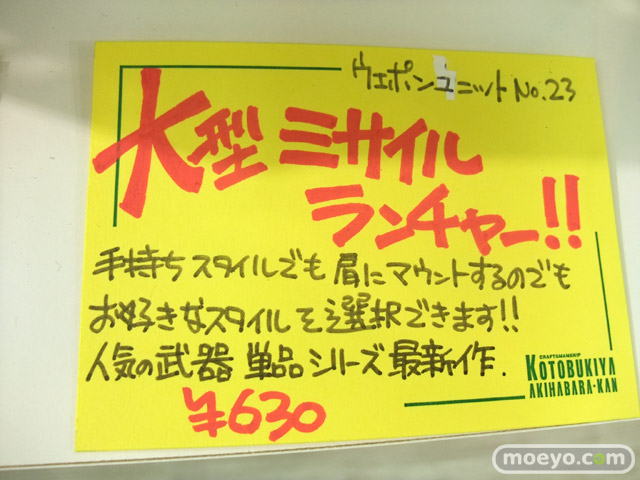 ウェポンユニット No.23
大型ミサイル
ランチャー!!
手持ちスタイルでも肩にマウントするのでも
お好きなスタイルを選択できます!!
人気の武器単品シリーズ最新作.
¥630
CRAFTSMANSHIP
KOTOBUKIYA
AKIHABARA-KAN
moeyo.com